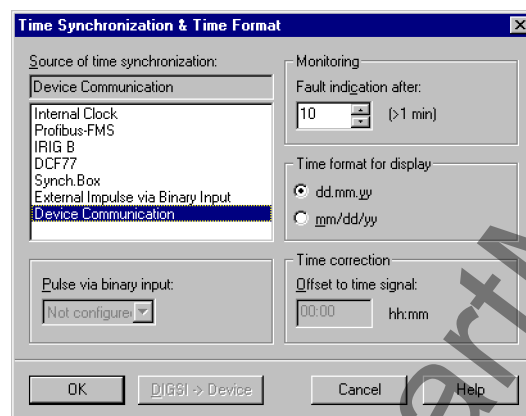 Time Synchronization & Time Format
Source of time synchronization:
Device Communication
Internal Clock
Profibus-FMS
IRIG B
DCF77
Synch.Box
External Impulse via Binary Input
Device Communication
Monitoring
Fault indication after:
10 (>1 min)
Time format for display
dd.mm.yy
mm/dd/yy
Pulse via binary input:
Not configure
Time correction
Offset to time signal:
00:00 hh:mm
OK DIGSI -> Device Cancel Help